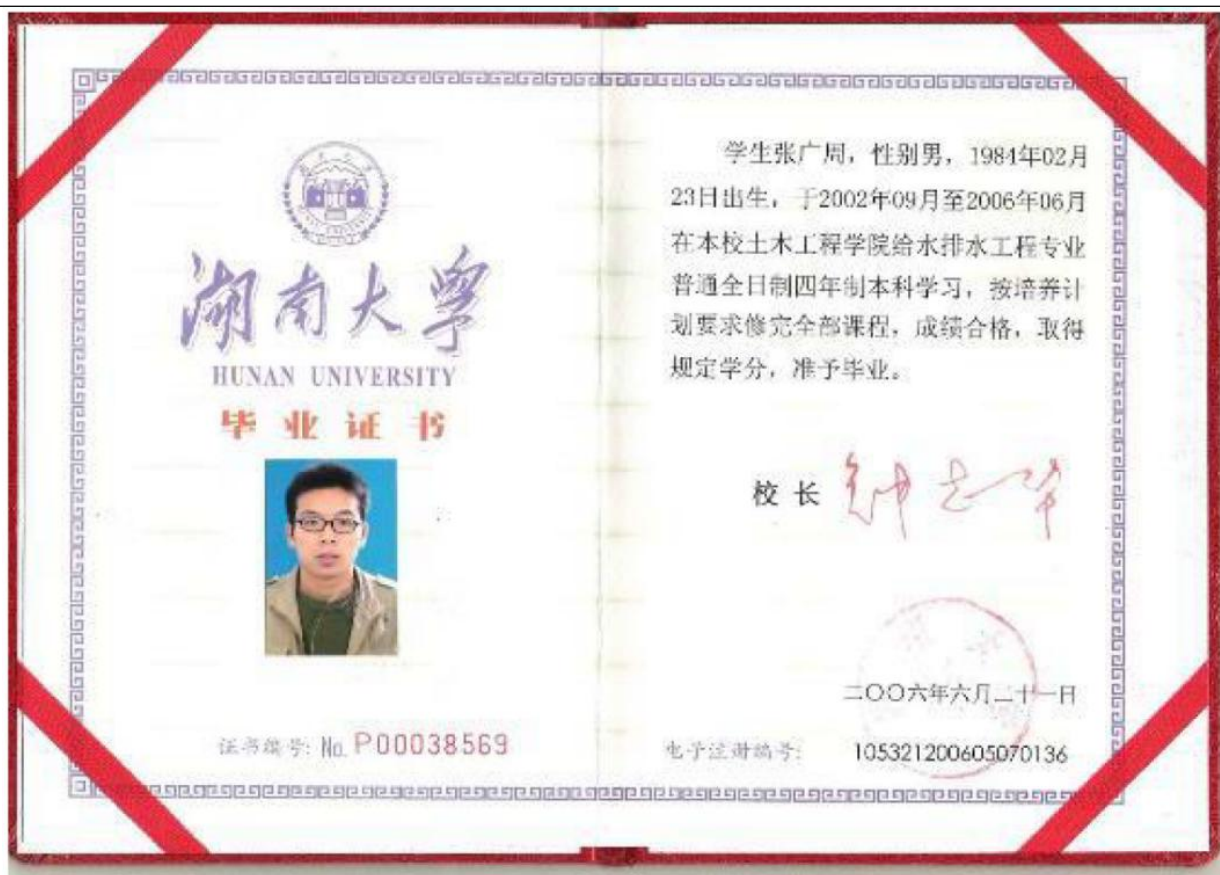 湖南大学
HUNAN UNIVERSITY
毕业证书
证书编号: No. P00038569
学生张广周，性别男，1984年02月
23日出生，于2002年09月至2006年06月
在本校土木工程学院给水排水工程专业
普通全日制四年制本科学习，按培养计
划要求修完全部课程，成绩合格，取得
规定学分，准予毕业。
校 长 钟志华
二〇〇六年六月二十一日
电子注册编号: 105321200605070136